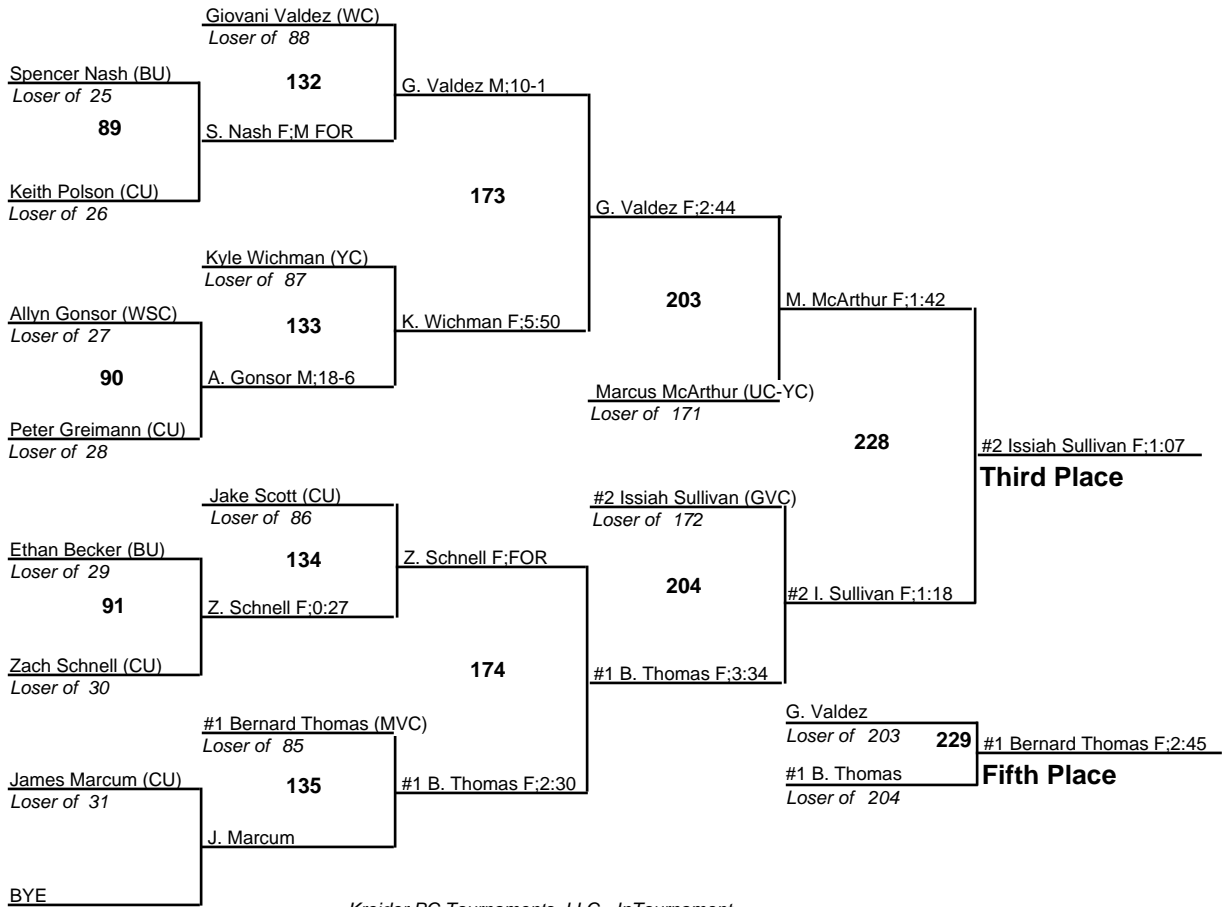 Giovani Valdez (WC)
Loser of 88
Spencer Nash (BU)
Loser of 25
132
G. Valdez M;10-1
89
S. Nash F;M FOR
Keith Polson (CU)
Loser of 26
173
G. Valdez F;2:44
Kyle Wichman (YC)
Loser of 87
Allyn Gonsor (WSC)
Loser of 27
133
K. Wichman F;5:50
203
M. McArthur F;1:42
90
A. Gonsor M;18-6
Marcus McArthur (UC-YC)
Loser of 171
Peter Greimann (CU)
Loser of 28
228
#2 Issiah Sullivan F;1:07
Third Place
Jake Scott (CU)
Loser of 86
#2 Issiah Sullivan (GVC)
Loser of 172
Ethan Becker (BU)
Loser of 29
134
Z. Schnell F;FOR
204
91
Z. Schnell F;0:27
#2 I. Sullivan F;1:18
Zach Schnell (CU)
Loser of 30
174
#1 B. Thomas F;3:34
#1 Bernard Thomas (MVC)
Loser of 85
G. Valdez
Loser of 203
229
#1 Bernard Thomas F;2:45
Fifth Place
James Marcum (CU)
Loser of 31
135
#1 B. Thomas F;2:30
#1 B. Thomas
Loser of 204
J. Marcum
BYE